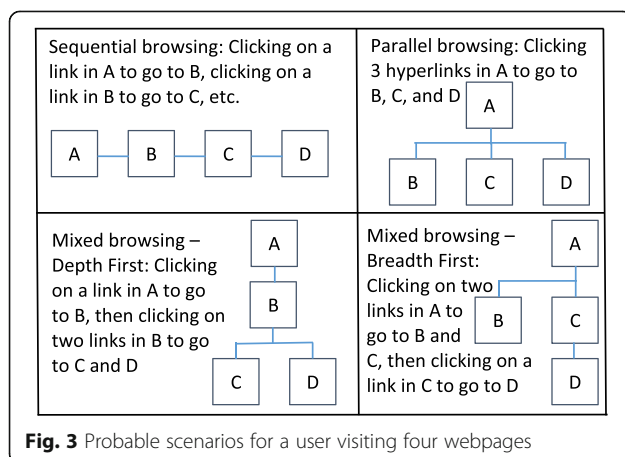 Sequential browsing: Clicking on a
link in A to go to B, clicking on a
link in B to go to C, etc.
A B C D
Parallel browsing: Clicking
3 hyperlinks in A to go to
B, C, and D
A
B C D
Mixed browsing –
Depth First: Clicking
on a link in A to go
to B, then clicking on
two links in B to go
to C and D
A
B
C D
Mixed browsing –
Breadth First:
Clicking on two
links in A to
go to B and
C, then clicking on a
link in C to go to D
A
B C
D
Fig. 3 Probable scenarios for a user visiting four webpages